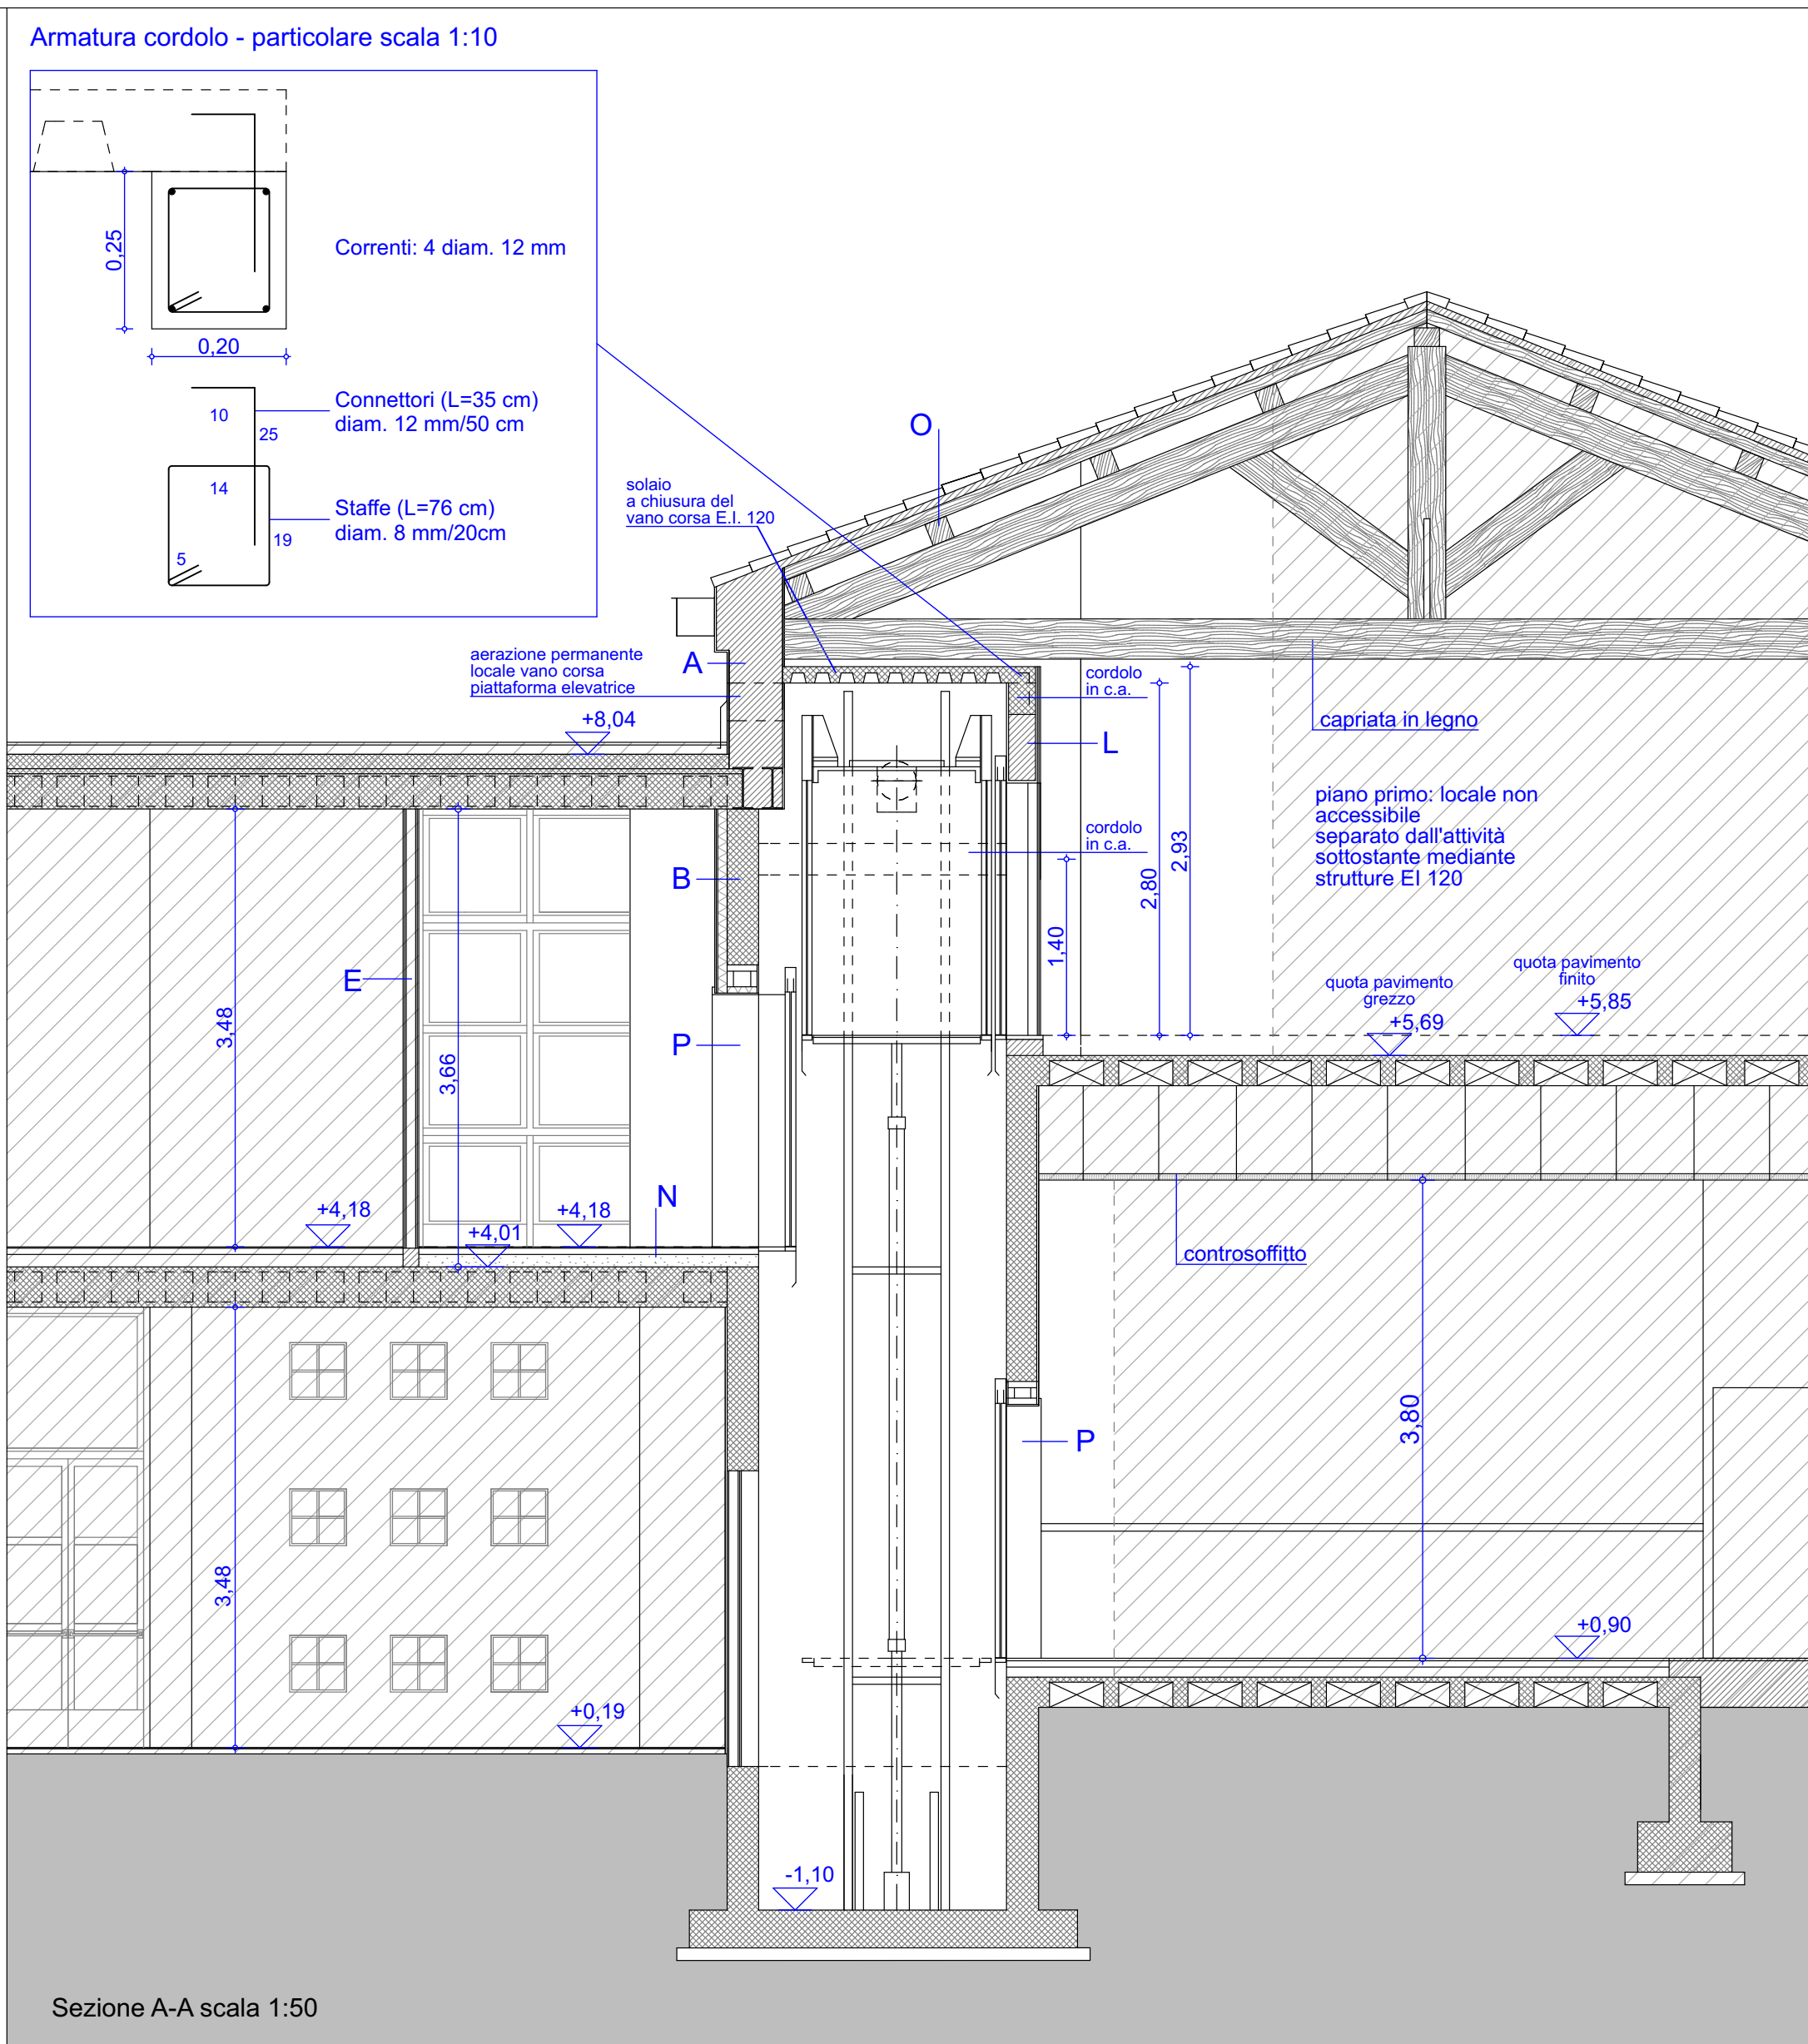 Armatura cordolo - particolare scala 1:10
0,25
Correnti: 4 diam. 12 mm
0,20
Connettori (L=35 cm)
diam. 12 mm/50 cm
10
25
14
Staffe (L=76 cm)
diam. 8 mm/20cm
19
5
O
solaio
a chiusura del
vano corsa E.I. 120
aerazione permanente
locale vano corsa
piattaforma elevatrice
A
cordolo
in c.a.
capriata in legno
+8,04
L
piano primo: locale non
accessibile
separato dall'attività
sottostante mediante
strutture EI 120
cordolo
in c.a.
2,93
2,80
1,40
B
E
P
3,48
3,66
quota pavimento
grezzo
+5,69
quota pavimento
finito
+5,85
N
+4,18
+4,01
+4,18
controsoffitto
3,80
P
3,48
+0,19
+0,90
-1,10
Sezione A-A scala 1:50